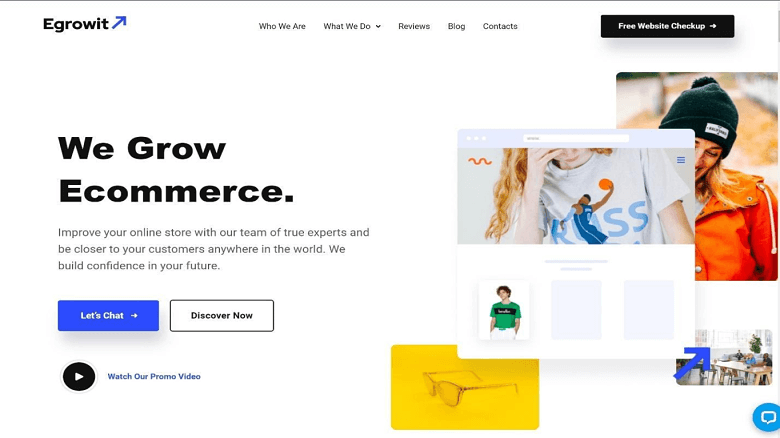 Egrowit
Who We Are
What We Do
Reviews
Blog
Contacts
Free Website Checkup
We Grow
Ecommerce.
Improve your online store with our team of true experts and
be closer to your customers anywhere in the world. We
build confidence in your future.
Let's Chat
Discover Now
Watch Our Promo Video